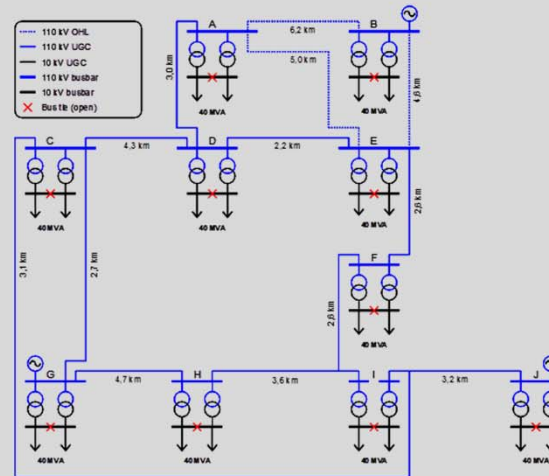 110 kV OHL
110 kV UGC
10 kV UGC
110 kV busbar
10 kV busbar
Bus tie (open)
A
B
6,2 km
5,0 km
3,0 km
4,6 km
40 MVA
40 MVA
C
D
E
4,3 km
2,2 km
40 MVA
40 MVA
40 MVA
3,1 km
2,7 km
2,6 km
F
2,6 km
40 MVA
G
H
I
J
4,7 km
3,6 km
3,2 km
40 MVA
40 MVA
40 MVA
40 MVA